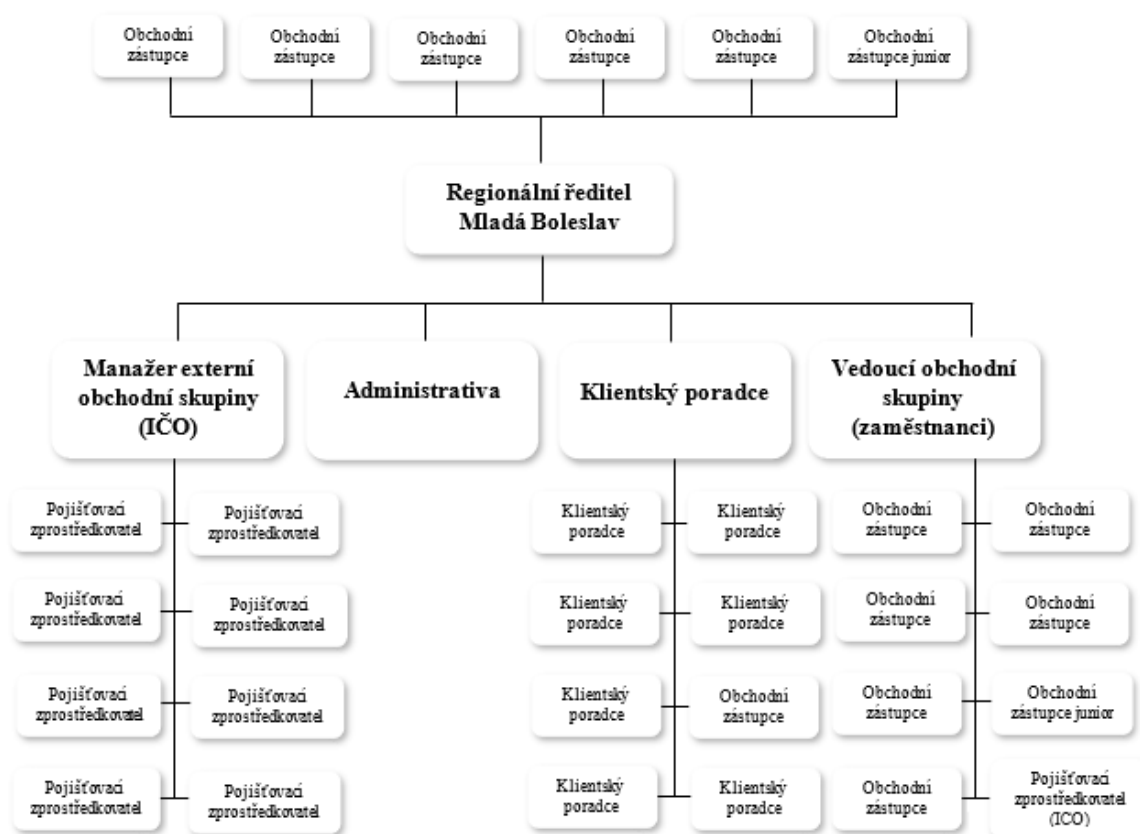 Obchodní
zástupce
Obchodní
zástupce
Obchodní
zástupce
Obchodní
zástupce
Obchodní
zástupce
Obchodní
zástupce junior
Regionální ředitel
Mladá Boleslav
Manažer externí
obchodní skupiny
(IČO)
Administrativa
Klientský poradce
Vedoucí obchodní
skupiny
(zaměstnanci)
Pojišťovací
zprostředkovatel
Pojišťovací
zprostředkovatel
Klientský
poradce
Klientský
poradce
Obchodní
zástupce
Obchodní
zástupce
Pojišťovací
zprostředkovatel
Pojišťovací
zprostředkovatel
Klientský
poradce
Klientský
poradce
Obchodní
zástupce
Obchodní
zástupce
Pojišťovací
zprostředkovatel
Pojišťovací
zprostředkovatel
Klientský
poradce
Obchodní
zástupce
Obchodní
zástupce
Obchodní
zástupce junior
Pojišťovací
zprostředkovatel
Pojišťovací
zprostředkovatel
Klientský
poradce
Klientský
poradce
Obchodní
zástupce
Pojišťovací
zprostředkovatel
(ICO)